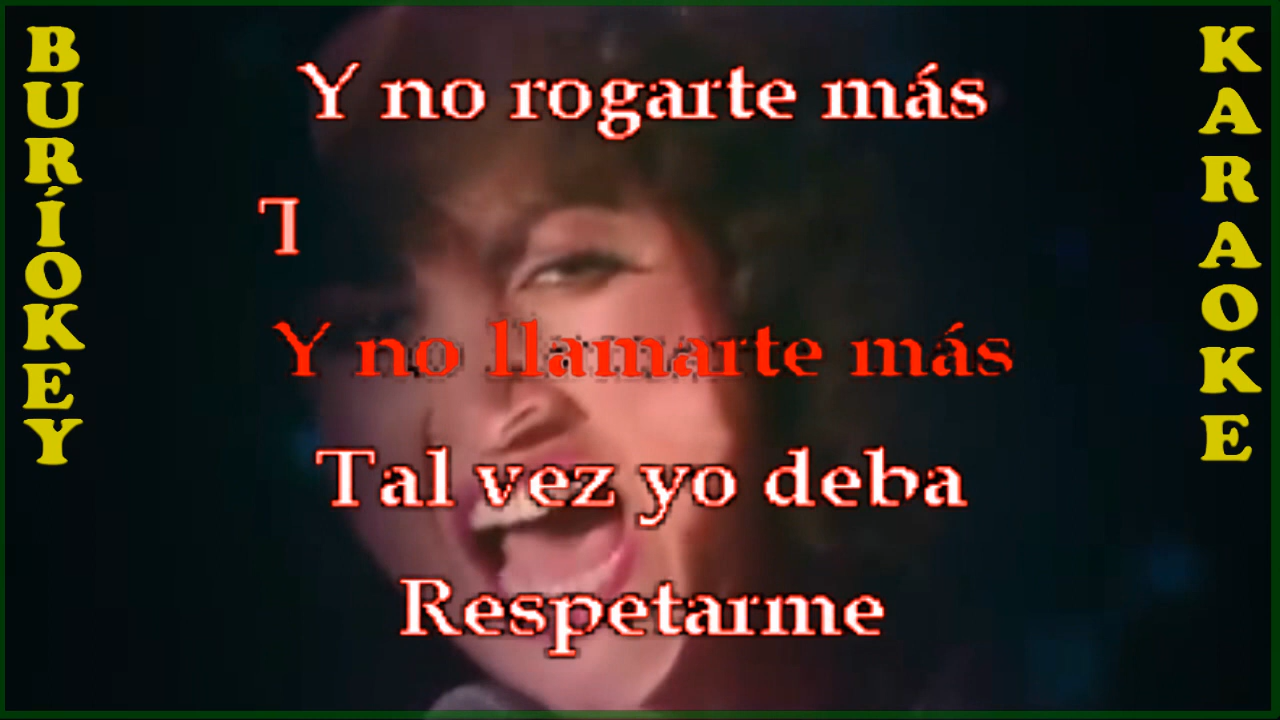 BURÍOKEY
Y no rogarte más
T
Y no llamarte más
Tal vez yo deba
Respetarme
KARAOKE